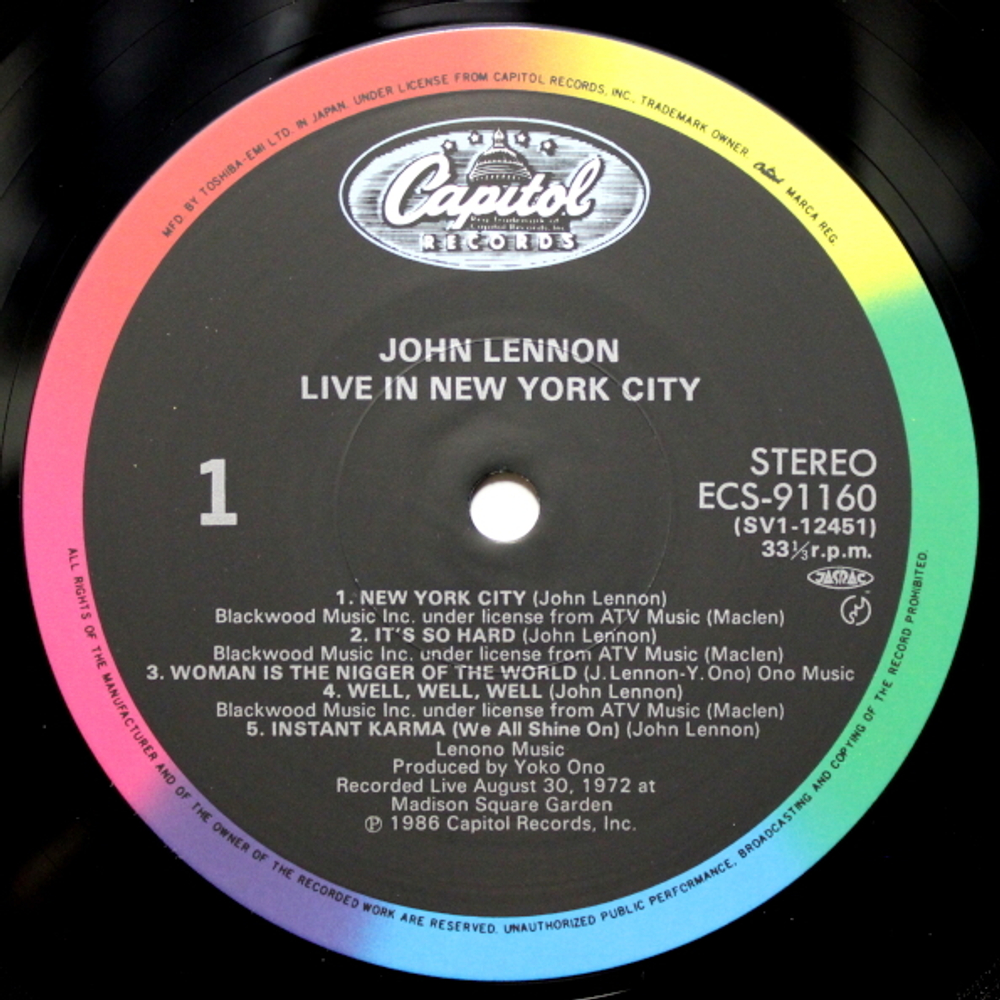 MFD. BY TOSHIBA-EMI LTD. IN JAPAN. UNDER LICENSE FROM CAPITOL RECORDS, INC., TRADEMARK OWNER. Capitol MARCA REG.
Capitol
Reg. Trademark of
Capitol Records, Inc.
RECORDS
JOHN LENNON
LIVE IN NEW YORK CITY
1
STEREO
ECS-91160
(SV1-12451)
33⅓r.p.m.
JASRAC
1. NEW YORK CITY (John Lennon)
Blackwood Music Inc. under license from ATV Music (Maclen)
2. IT'S SO HARD (John Lennon)
Blackwood Music Inc. under license from ATV Music (Maclen)
3. WOMAN IS THE NIGGER OF THE WORLD (J. Lennon-Y. Ono) Ono Music
4. WELL, WELL, WELL (John Lennon)
Blackwood Music Inc. under license from ATV Music (Maclen)
5. INSTANT KARMA (We All Shine On) (John Lennon)
Lenono Music
Produced by Yoko Ono
Recorded Live August 30, 1972 at
Madison Square Garden
℗ 1986 Capitol Records, Inc.
ALL RIGHTS OF THE MANUFACTURER AND OF THE OWNER OF THE RECORDED WORK ARE RESERVED. UNAUTHORIZED PUBLIC PERFORMANCE, BROADCASTING AND COPYING OF THE RECORD PROHIBITED.